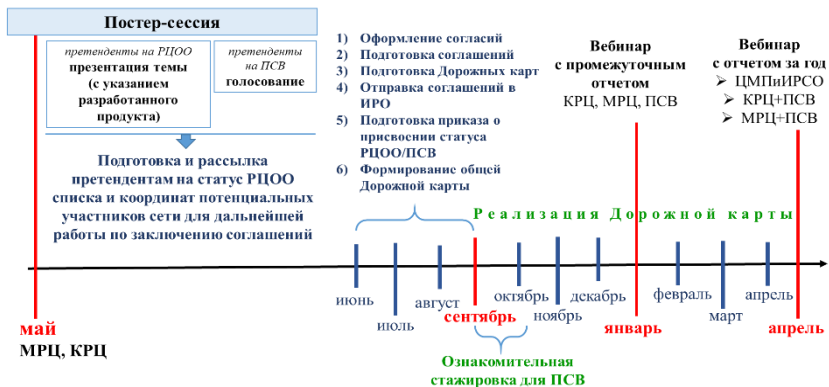 Постер-сессия
претенденты на РЦОО
презентация темы
(с указанием
разработанного
продукта)
претенденты
на ПСВ
голосование
Подготовка и рассылка
претендентам на статус РЦОО
списка и координат потенциальных
участников сети для дальнейшей
работы по заключению соглашений
1) Оформление согласий
2) Подготовка соглашений
3) Подготовка Дорожных карт
4) Отправка соглашений в
ИРО
5) Подготовка приказа о
присвоении статуса
РЦОО/ПСВ
6) Формирование общей
Дорожной карты
Вебинар
с промежуточным
отчетом
КРЦ, МРЦ, ПСВ
Вебинар
с отчетом за год
➢ ЦМПиИРСО
➢ КРЦ+ПСВ
➢ МРЦ+ПСВ
Реализация Дорожной карты
май
МРЦ, КРЦ
июнь
июль
август
сентябрь
октябрь
ноябрь
декабрь
январь
февраль
март
апрель
апрель
Ознакомительная
стажировка для ПСВ